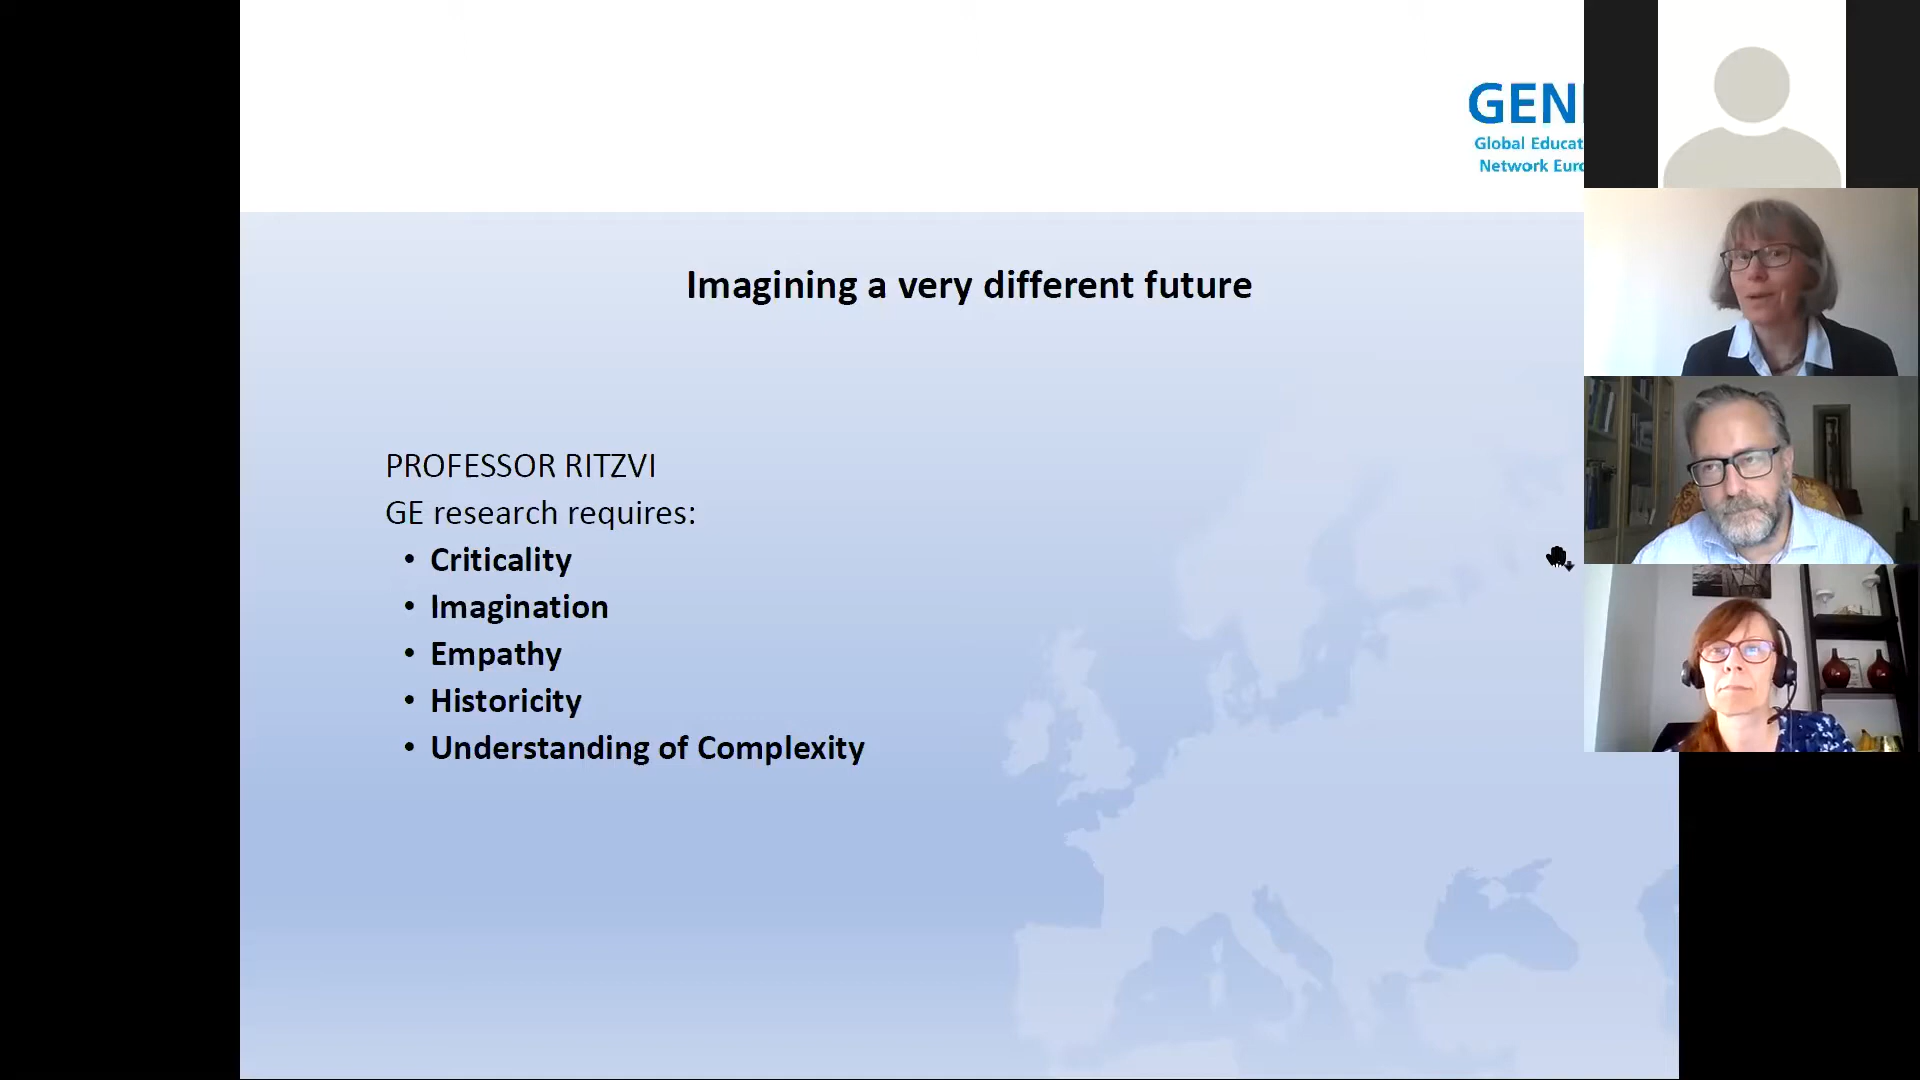 GEN
Global Educat
Network Euro
Imagining a very different future
PROFESSOR RITZVI
GE research requires:
• Criticality
• Imagination
• Empathy
• Historicity
• Understanding of Complexity